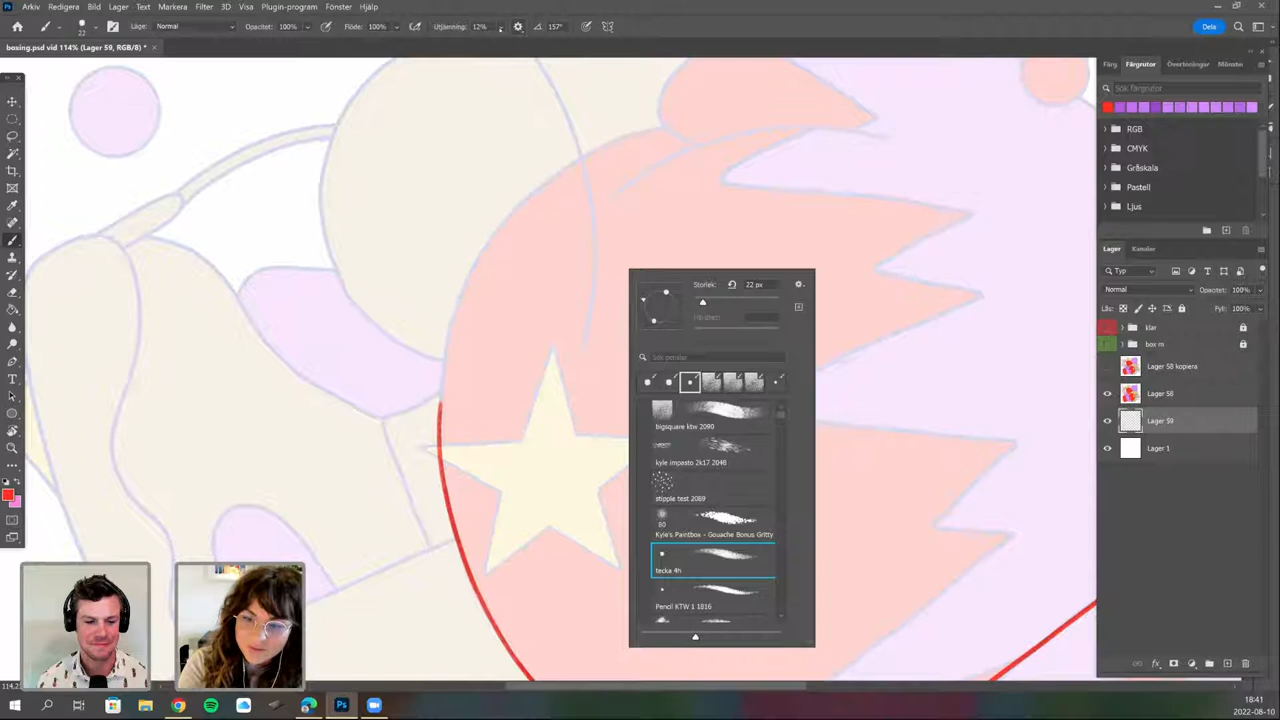 Arkiv Redigera Bild Lager Text Markera Filter 3D Visa Plugin-program Fönster Hjälp
22 Läge: Normal Opacitet: 100% Flöde: 100% Utjämning: 12% 157° Dela
boxing.psd vid 114% (Lager 59, RGB/8) *
Färg Färgrutor Övertoningar Mönster
Sök färgrutor
RGB
CMYK
Gråskala
Pastell
Ljus
Lager Kanaler
Typ
Normal Opacitet: 100%
Lås: Fyll: 100%
klar
box m
Lager 58 kopiera
Lager 58
Lager 59
Lager 1
Storlek: 22 px
Hårdhet:
Sök penslar
bigsquare ktw 2090
kyle impasto 2k17 2048
stipple test 2089
80
Kyle's Paintbox - Gouache Bonus Gritty
tecka 4h
Pencil KTW 1 1816
18:41
2022-08-10